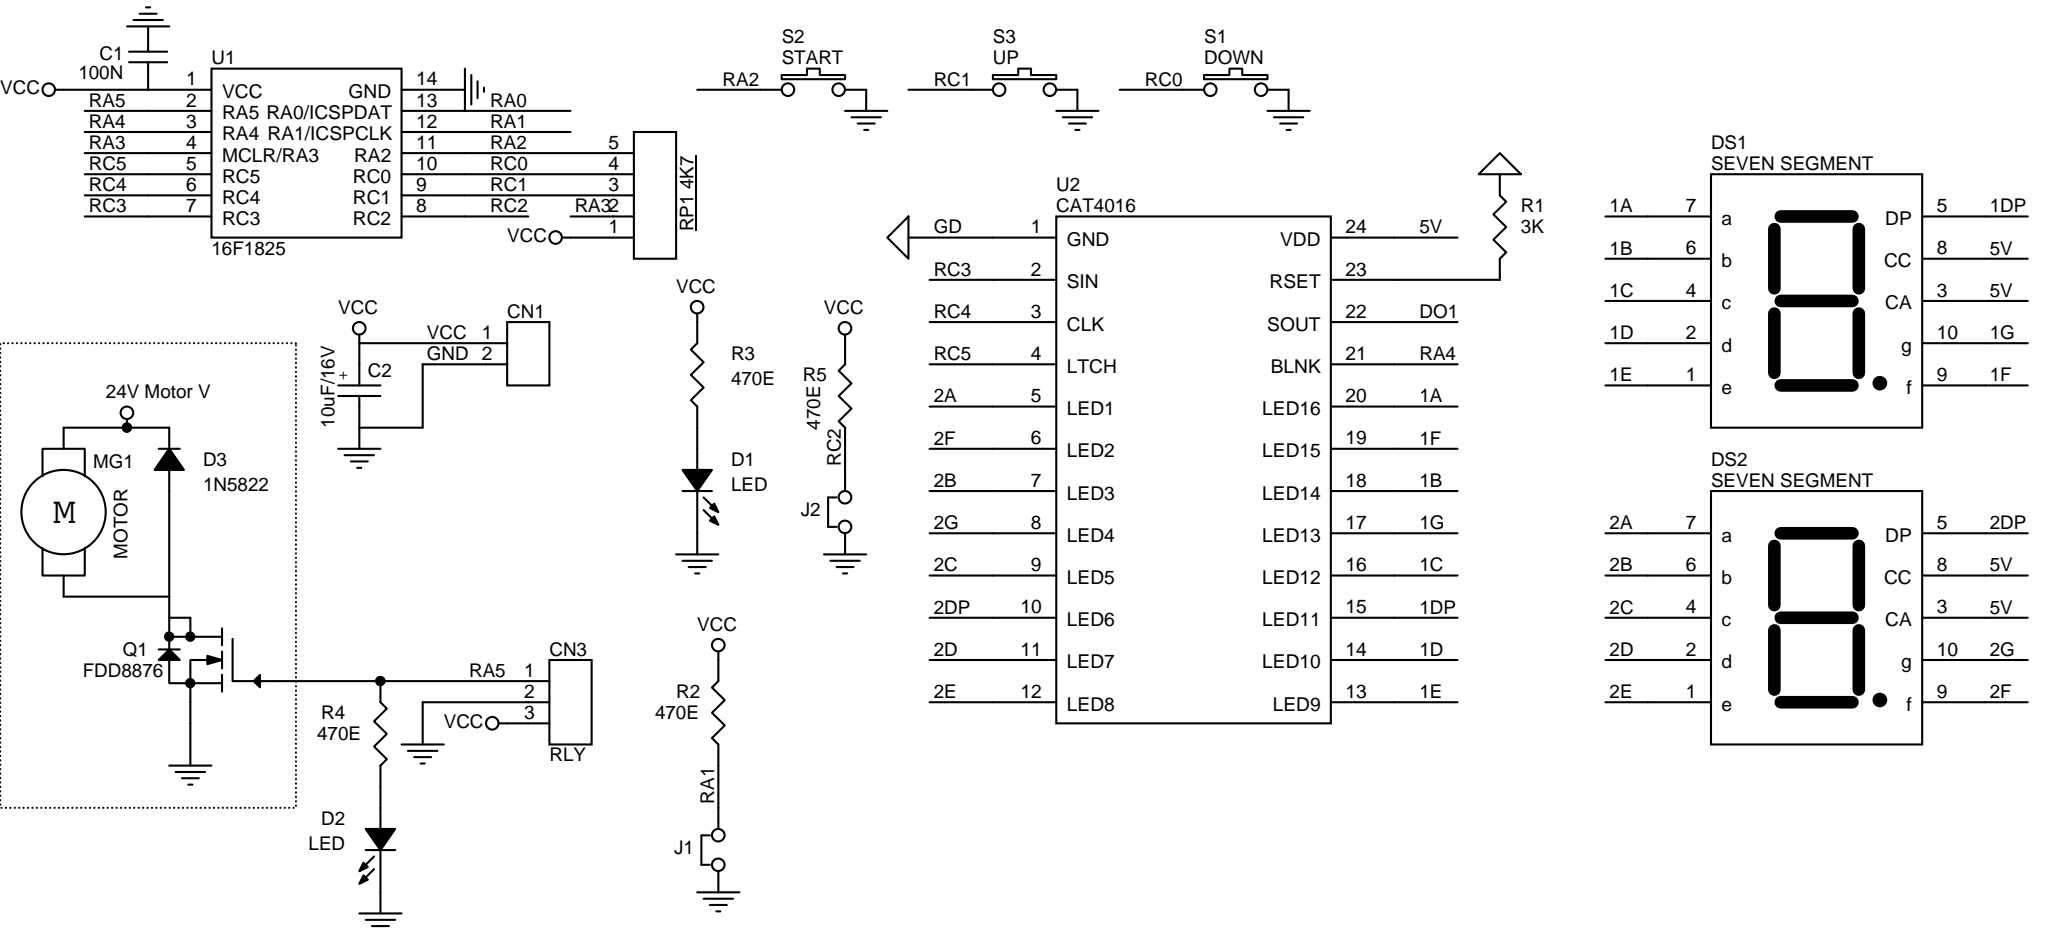 C1
100N
VCC
U1
16F1825
1 VCC GND 14
RA5 2 RA5 RA0/ICSPDAT 13 RA0
RA4 3 RA4 RA1/ICSPCLK 12 RA1
RA3 4 MCLR/RA3 RA2 11 RA2 5
RC5 5 RC5 RC0 10 RC0 4
RC4 6 RC4 RC1 9 RC1 3
RC3 7 RC3 RC2 8 RC2 RA3 2
VCC 1
RP1 4K7
S2
START
RA2
S3
UP
RC1
S1
DOWN
RC0
VCC
CN1
VCC 1
GND 2
10uF/16V
+
C2
24V Motor V
MG1
MOTOR
M
D3
1N5822
Q1
FDD8876
R4
470E
D2
LED
CN3
RA5 1
2
VCC 3
RLY
VCC
R3
470E
D1
LED
VCC
R5
470E
RC2
J2
VCC
R2
470E
RA1
J1
U2
CAT4016
GD 1 GND VDD 24 5V
RC3 2 SIN RSET 23
RC4 3 CLK SOUT 22 DO1
RC5 4 LTCH BLNK 21 RA4
2A 5 LED1 LED16 20 1A
2F 6 LED2 LED15 19 1F
2B 7 LED3 LED14 18 1B
2G 8 LED4 LED13 17 1G
2C 9 LED5 LED12 16 1C
2DP 10 LED6 LED11 15 1DP
2D 11 LED7 LED10 14 1D
2E 12 LED8 LED9 13 1E
R1
3K
DS1
SEVEN SEGMENT
1A 7 a DP 5 1DP
1B 6 b CC 8 5V
1C 4 c CA 3 5V
1D 2 d g 10 1G
1E 1 e f 9 1F
DS2
SEVEN SEGMENT
2A 7 a DP 5 2DP
2B 6 b CC 8 5V
2C 4 c CA 3 5V
2D 2 d g 10 2G
2E 1 e f 9 2F